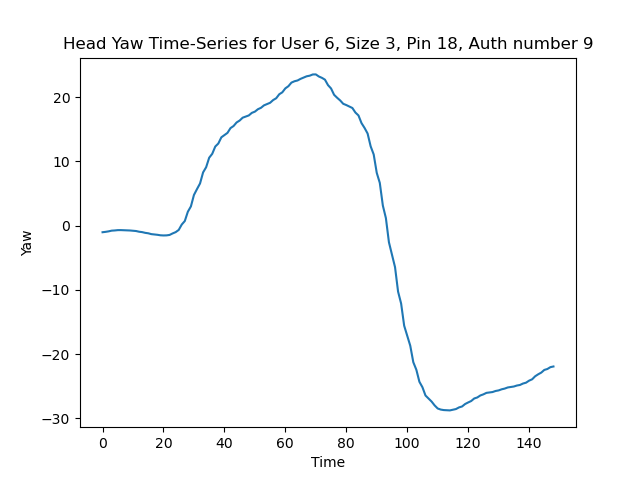 Head Yaw Time-Series for User 6, Size 3, Pin 18, Auth number 9
20
10
0
−10
−20
−30
Yaw
0 20 40 60 80 100 120 140
Time